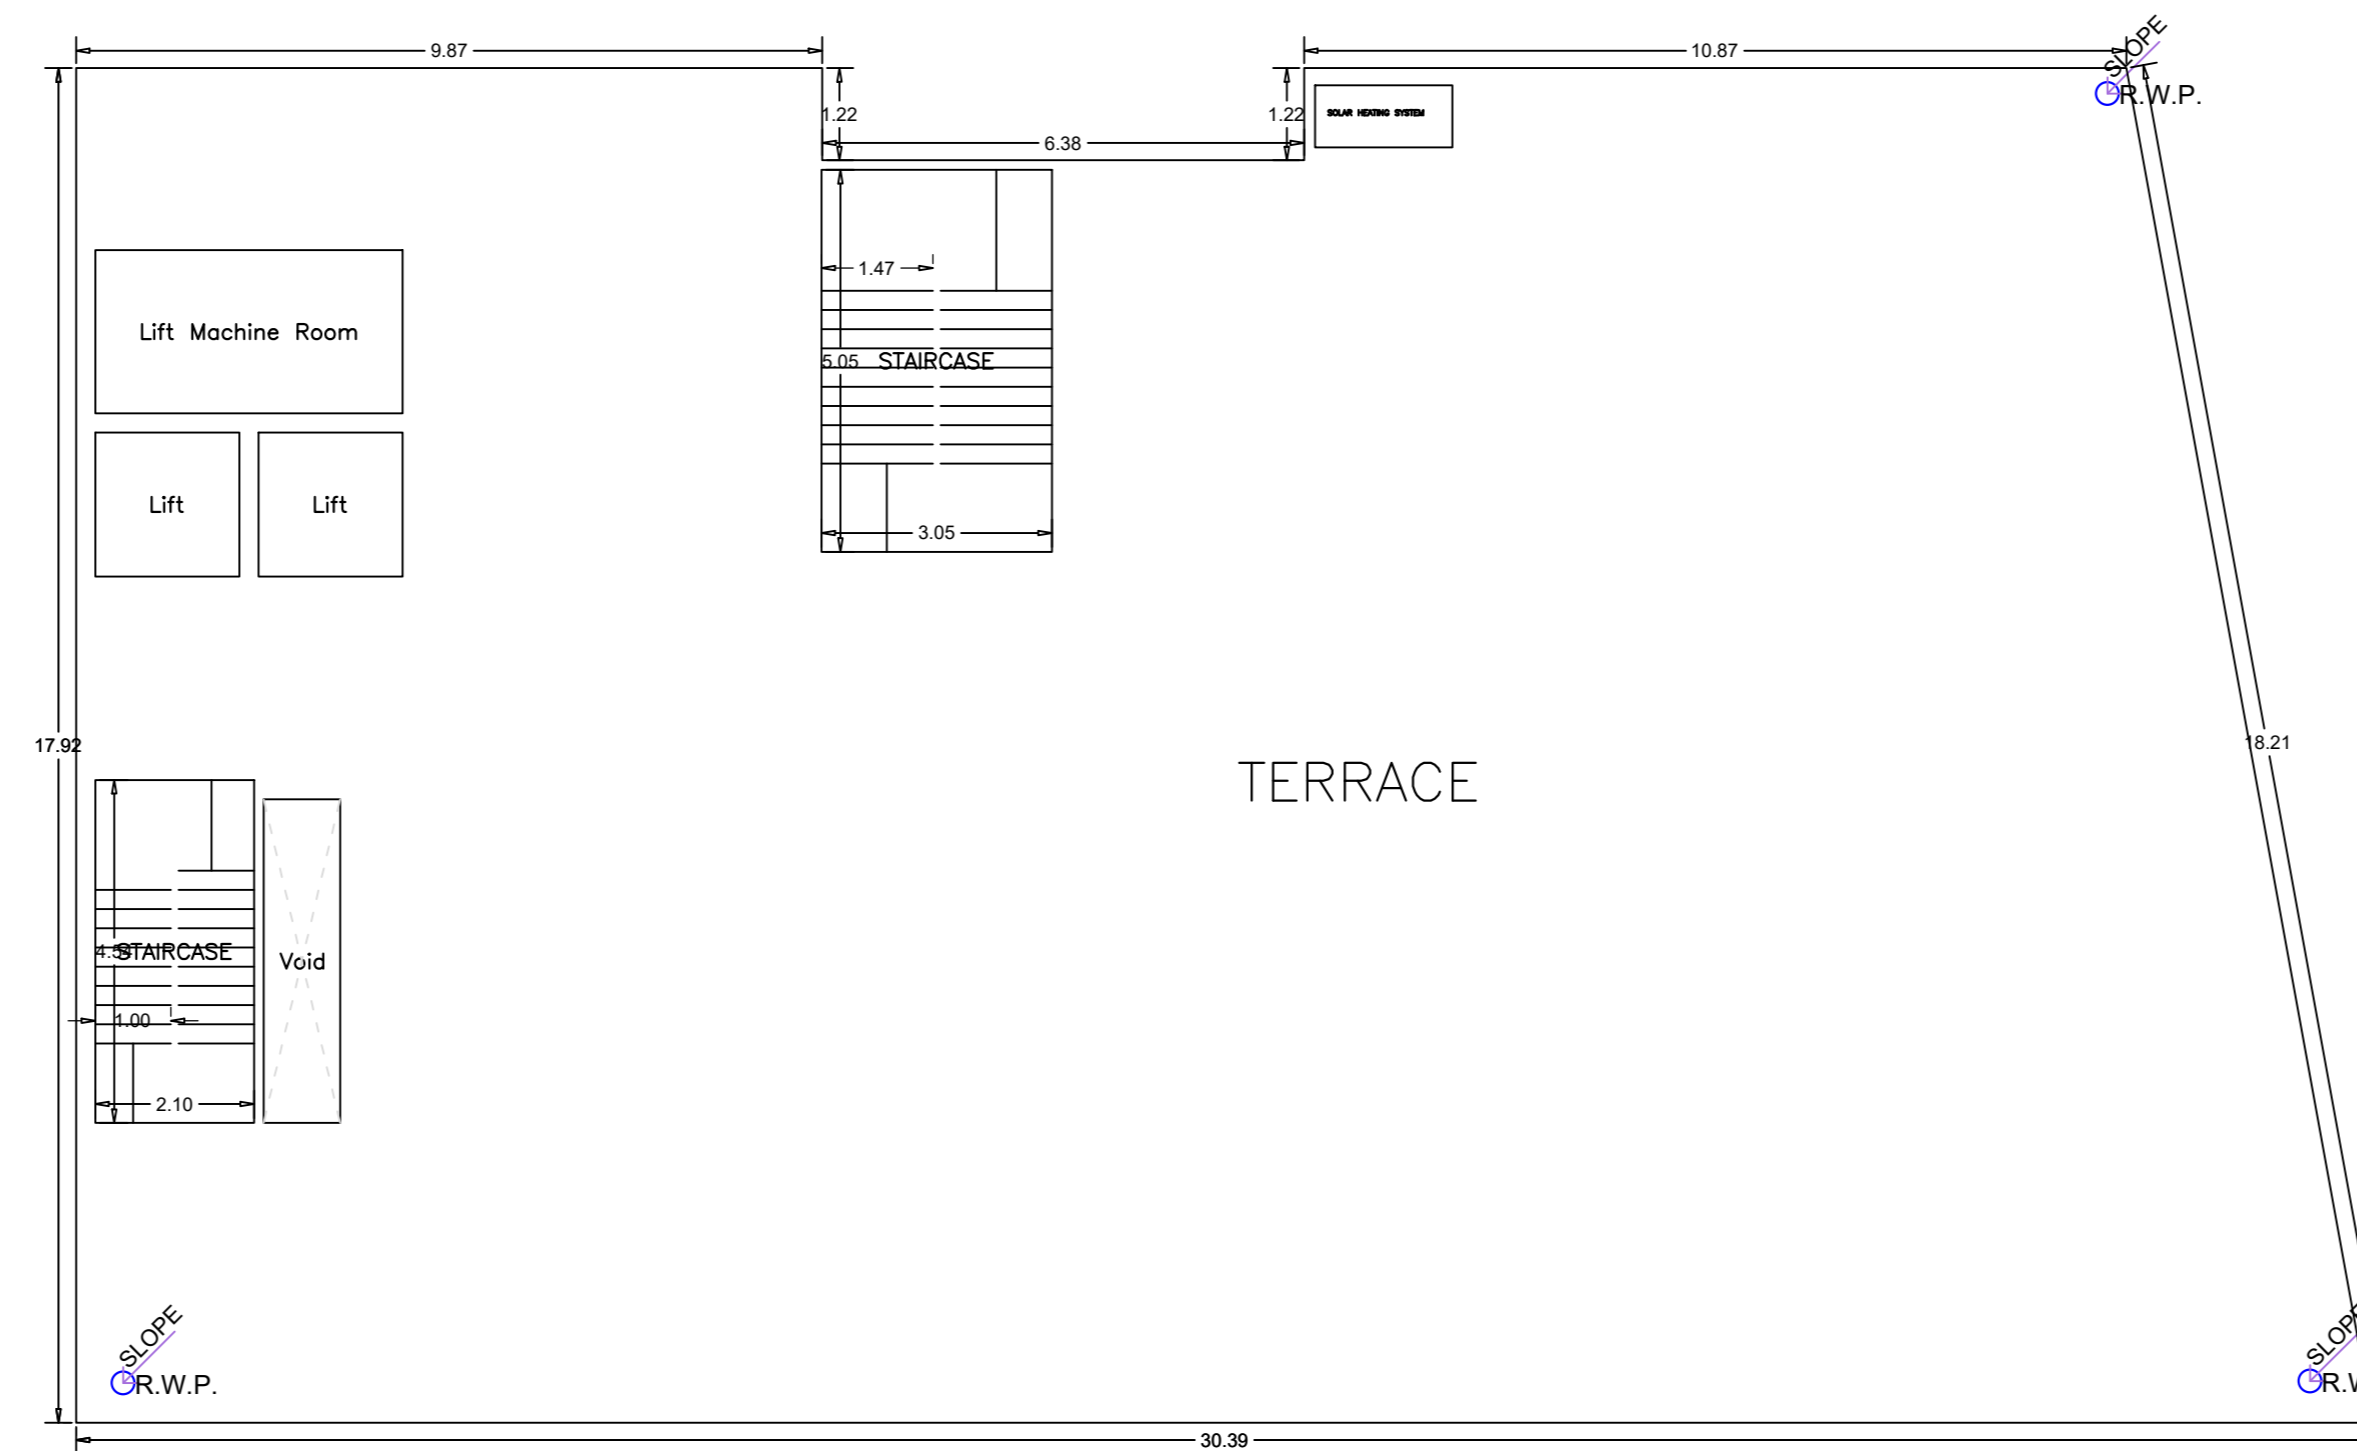 9.87
10.87
SLOPE
R.W.P.
1.22
1.22
SOLAR HEATING SYSTEM
6.38
1.47
Lift Machine Room
5.05
STAIRCASE
Lift
Lift
3.05
17.92
18.21
TERRACE
STAIRCASE
Void
1.00
2.10
SLOPE
R.W.P.
SLOPE
30.39